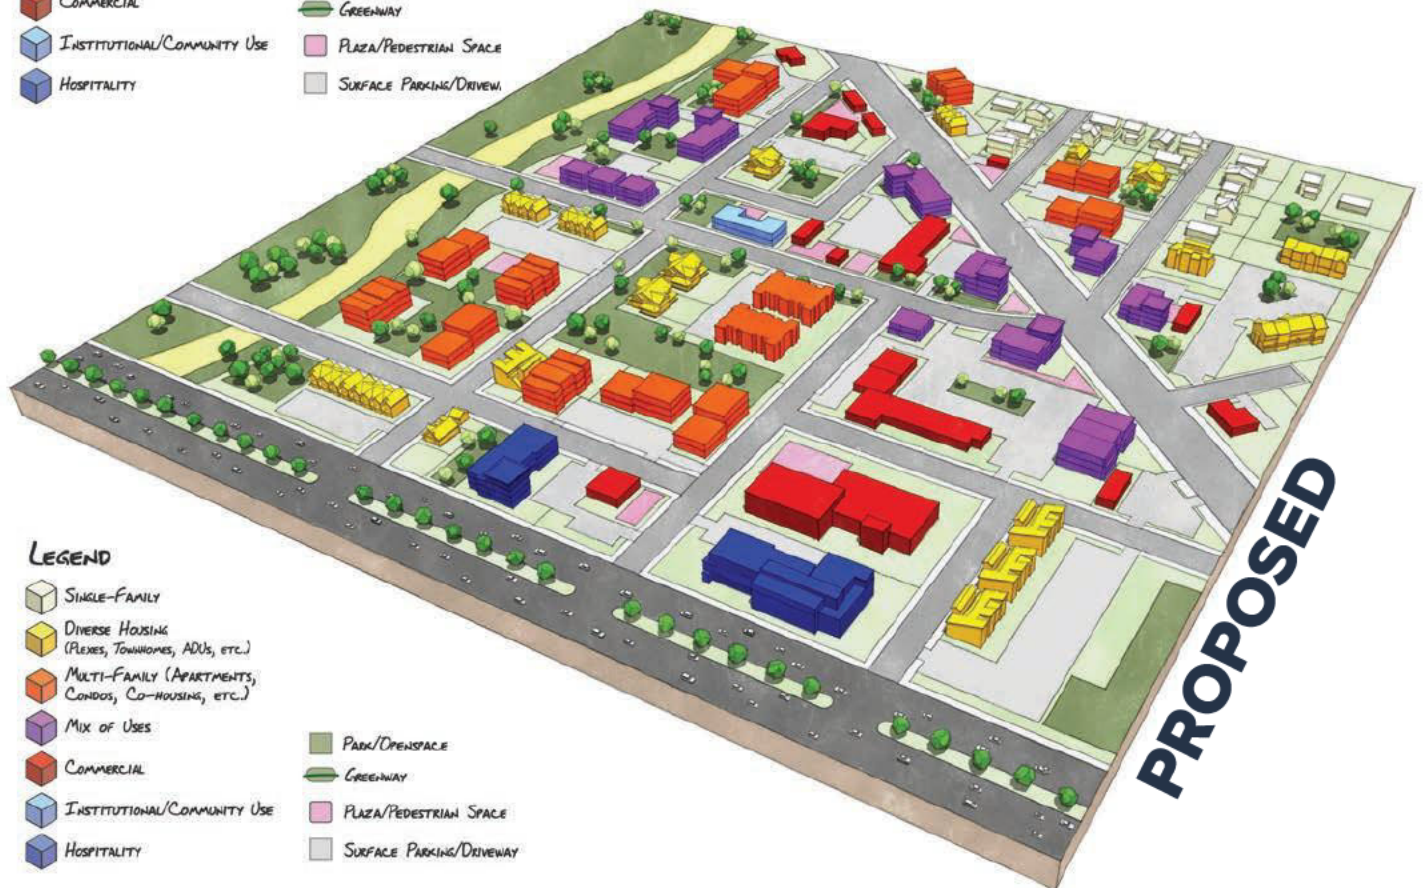 COMMERCIAL
INSTITUTIONAL/COMMUNITY USE
HOSPITALITY
GREENWAY
PLAZA/PEDESTRIAN SPACE
SURFACE PARKING/DRIVEW
PROPOSED
LEGEND
SINGLE-FAMILY
DIVERSE HOUSING
(PLEXES, TOWNHOMES, ADUS, ETC.)
MULTI-FAMILY (APARTMENTS,
CONDOS, CO-HOUSING, ETC.)
MIX OF USES
COMMERCIAL
INSTITUTIONAL/COMMUNITY USE
HOSPITALITY
PARK/OPENSPACE
GREENWAY
PLAZA/PEDESTRIAN SPACE
SURFACE PARKING/DRIVEWAY